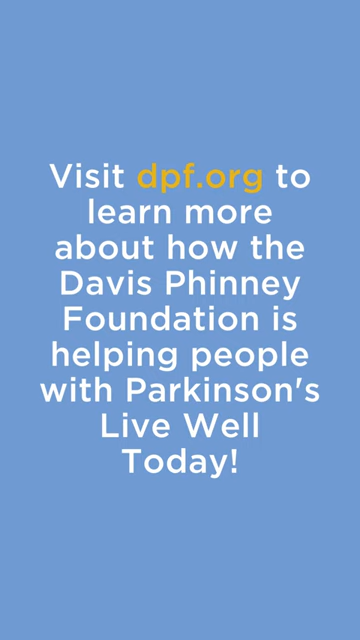 Visit dpf.org to
learn more
about how the
Davis Phinney
Foundation is
helping people
with Parkinson's
Live Well
Today!